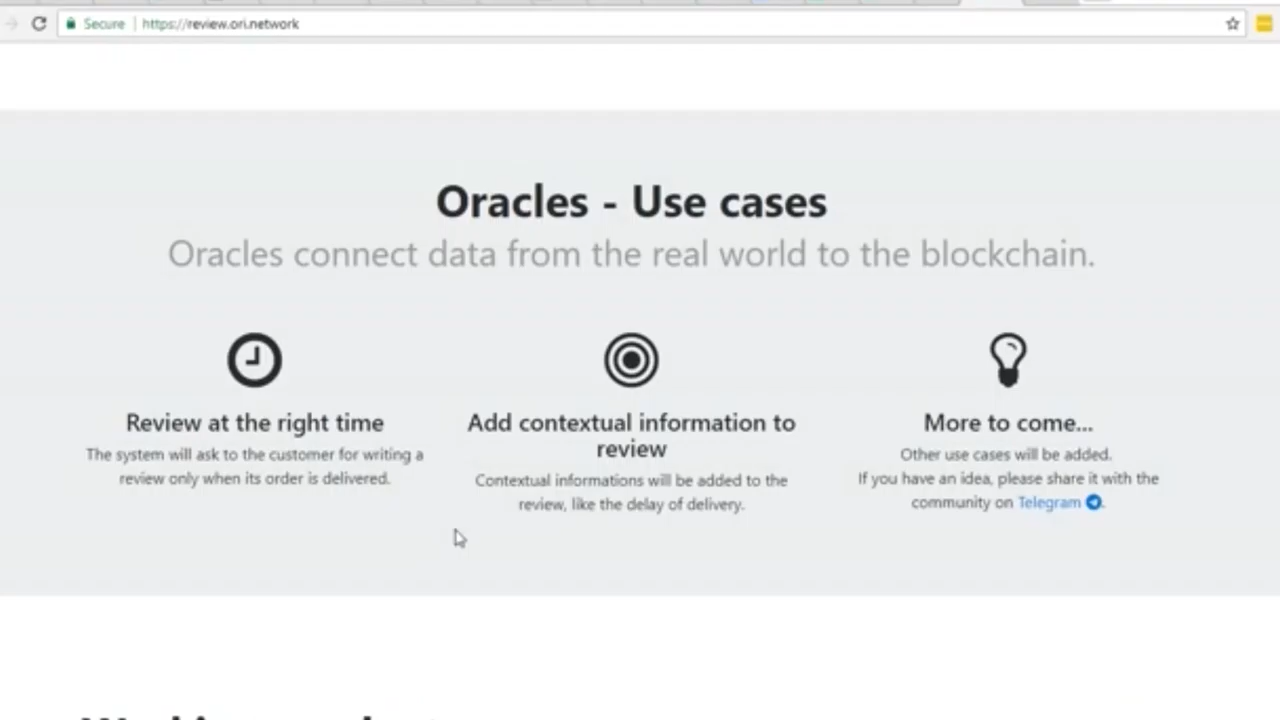 Secure | https://review.ori.network
Oracles - Use cases
Oracles connect data from the real world to the blockchain.
Review at the right time
The system will ask to the customer for writing a
review only when its order is delivered.
Add contextual information to
review
Contextual informations will be added to the
review, like the delay of delivery.
More to come...
Other use cases will be added.
If you have an idea, please share it with the
community on Telegram .